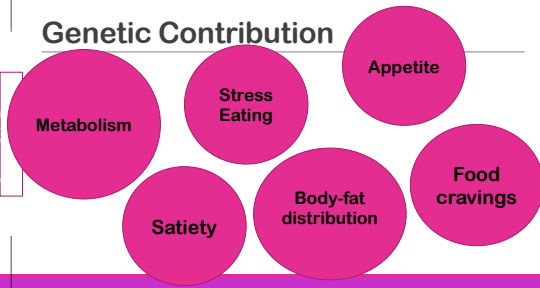 Genetic Contribution
Appetite
Stress
Eating
Metabolism
Food
cravings
Body-fat
distribution
Satiety